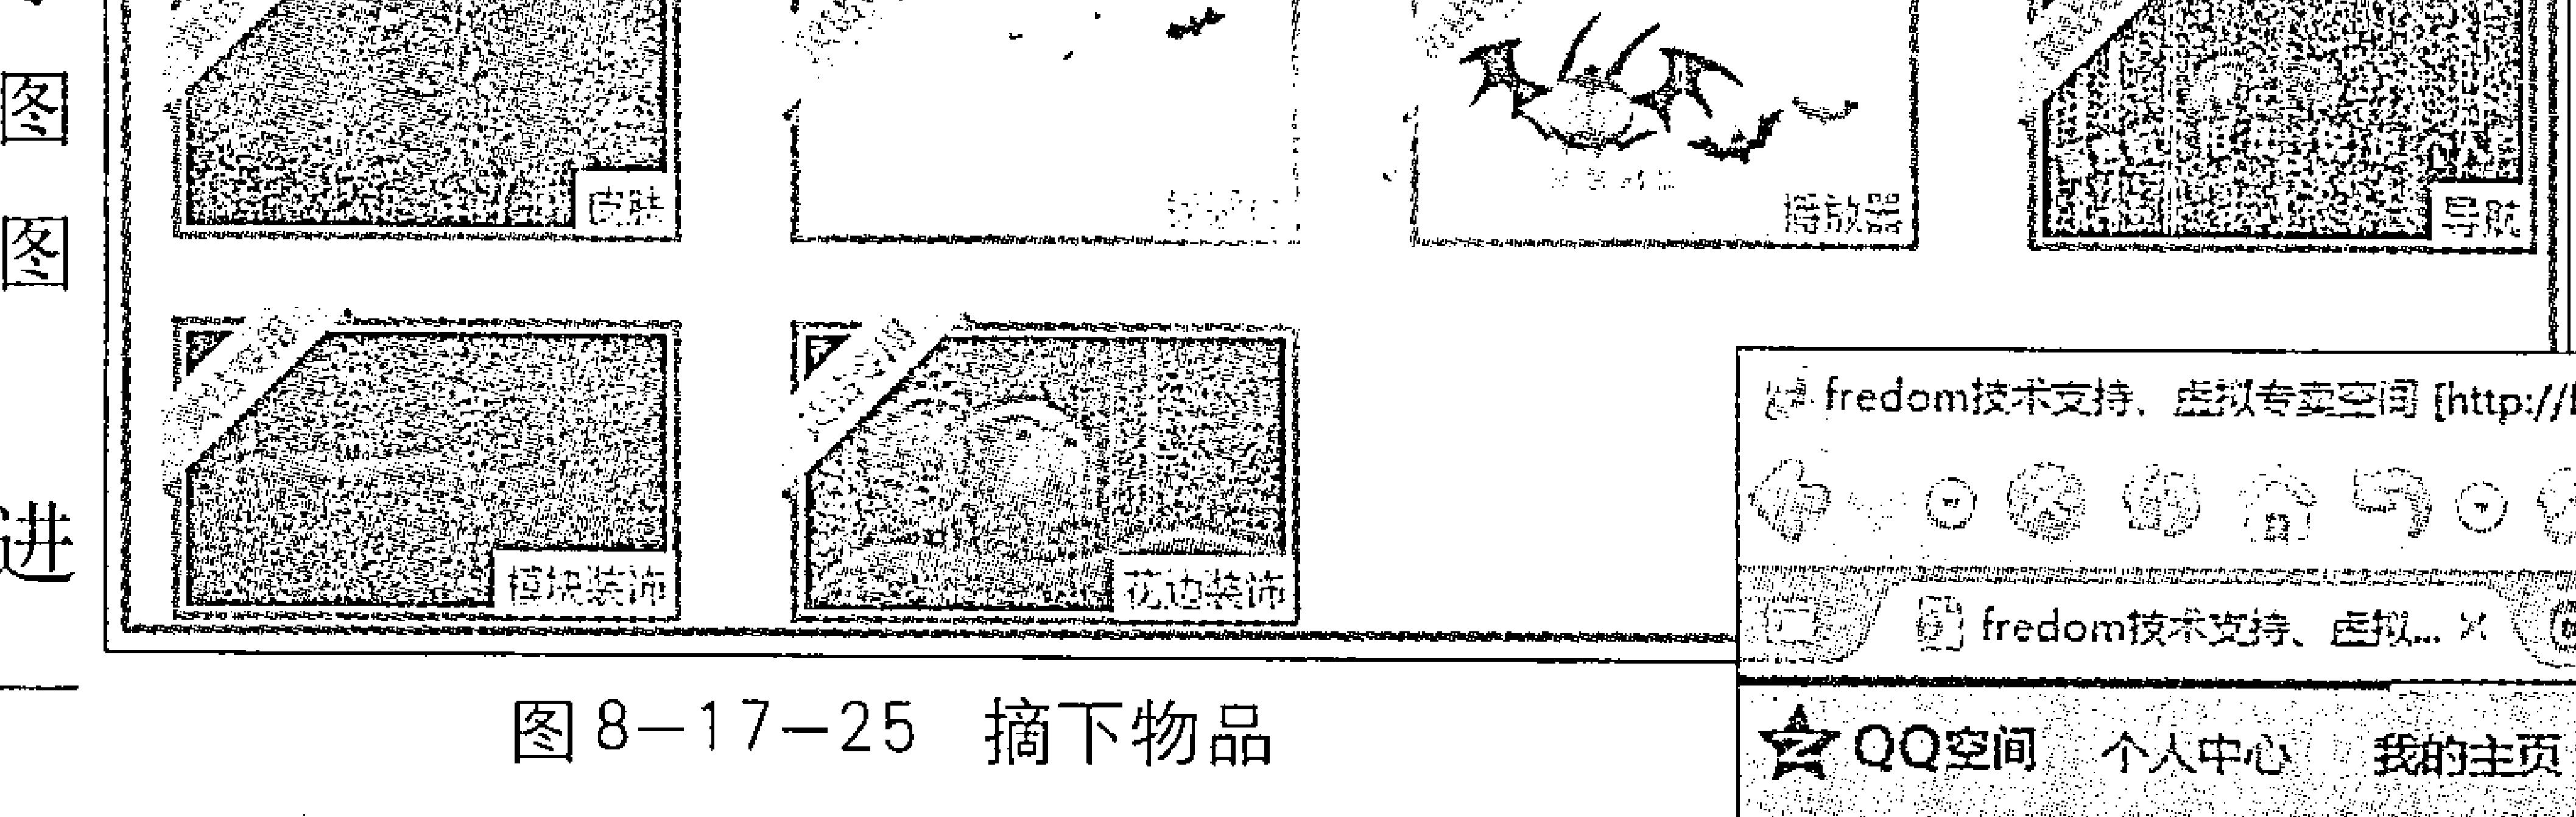 图
图
进
皮肤
播放器
导航
模块装饰
花边装饰
图8-17-25 摘下物品
fredom技术支持、虚拟专卖空间 [http://
fredom技术支持、虚拟...
QQ空间 个人中心 我的主页